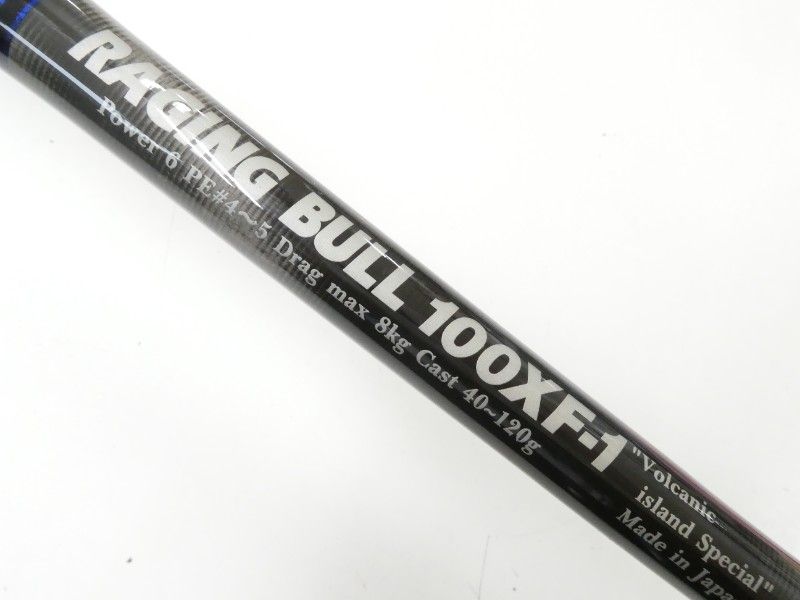 RAGING BULL 100XF-1
Power 6 PE#4~5 Drag max 8kg Cast 40~120g
"Volcanic
island Special"
Made in Japa